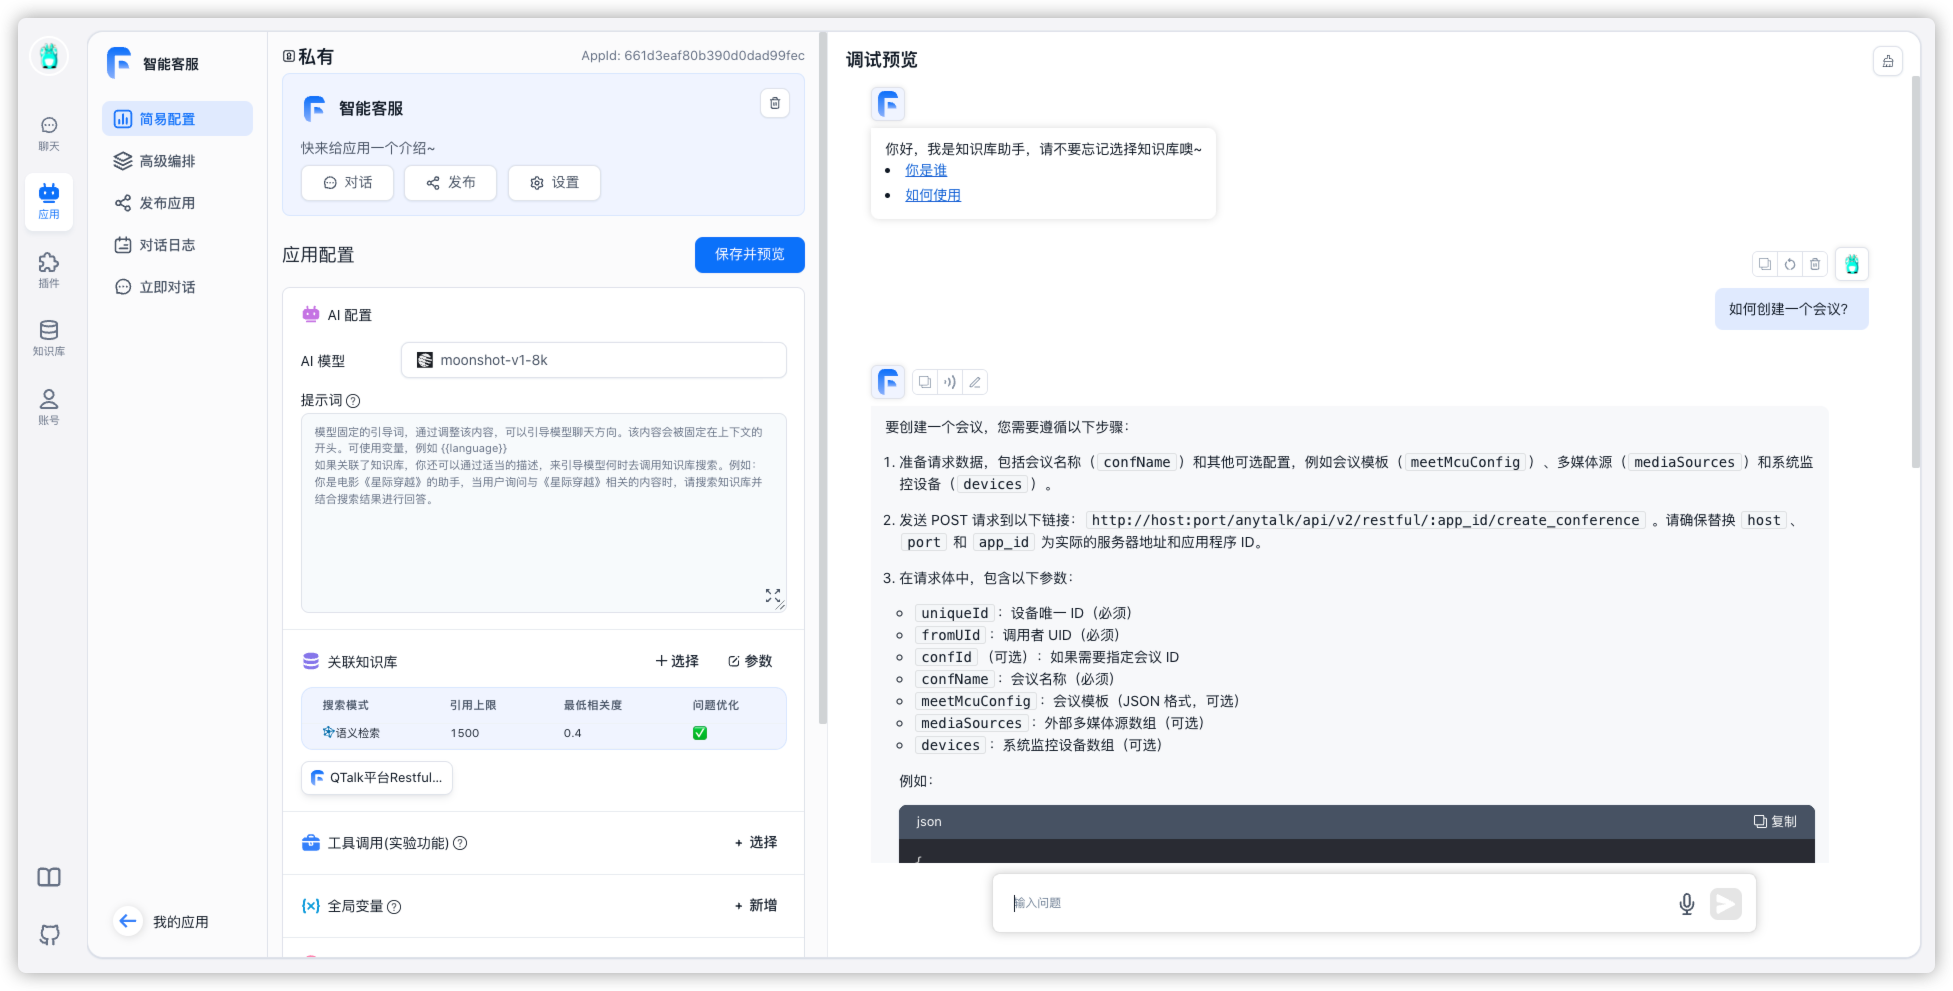 聊天
应用
插件
知识库
账号
智能客服
简易配置
高级编排
发布应用
对话日志
立即对话
我的应用
私有
AppId: 661d3eaf80b390d0dad99fec
智能客服
快来给应用一个介绍~
对话
发布
设置
应用配置
保存并预览
AI 配置
AI 模型
moonshot-v1-8k
提示词
模型固定的引导词，通过调整该内容，可以引导模型聊天方向。该内容会被固定在上下文的
开头。可使用变量，例如 {{language}}
如果关联了知识库，你还可以通过适当的描述，来引导模型何时去调用知识库搜索。例如：
你是电影《星际穿越》的助手，当用户询问与《星际穿越》相关的内容时，请搜索知识库并
结合搜索结果进行回答。
关联知识库
+选择
参数
搜索模式 引用上限 最低相关度 问题优化
语义检索 1500 0.4
QTalk平台Restful...
工具调用(实验功能)
+ 选择
全局变量
+ 新增
调试预览
你好，我是知识库助手，请不要忘记选择知识库噢~
你是谁
如何使用
如何创建一个会议?
要创建一个会议，您需要遵循以下步骤：
1. 准备请求数据，包括会议名称（ confName ）和其他可选配置，例如会议模板（ meetMcuConfig ）、多媒体源（ mediaSources ）和系统监
控设备（ devices ）。
2. 发送 POST 请求到以下链接： http://host:port/anytalk/api/v2/restful/:app_id/create_conference 。请确保替换 host 、
port 和 app_id 为实际的服务器地址和应用程序 ID。
3. 在请求体中，包含以下参数：
uniqueId ：设备唯一 ID（必须）
fromUId ：调用者 UID（必须）
confId （可选）：如果需要指定会议 ID
confName ：会议名称（必须）
meetMcuConfig ：会议模板（JSON 格式，可选）
mediaSources ：外部多媒体源数组（可选）
devices ：系统监控设备数组（可选）
例如：
json
复制
{
输入问题